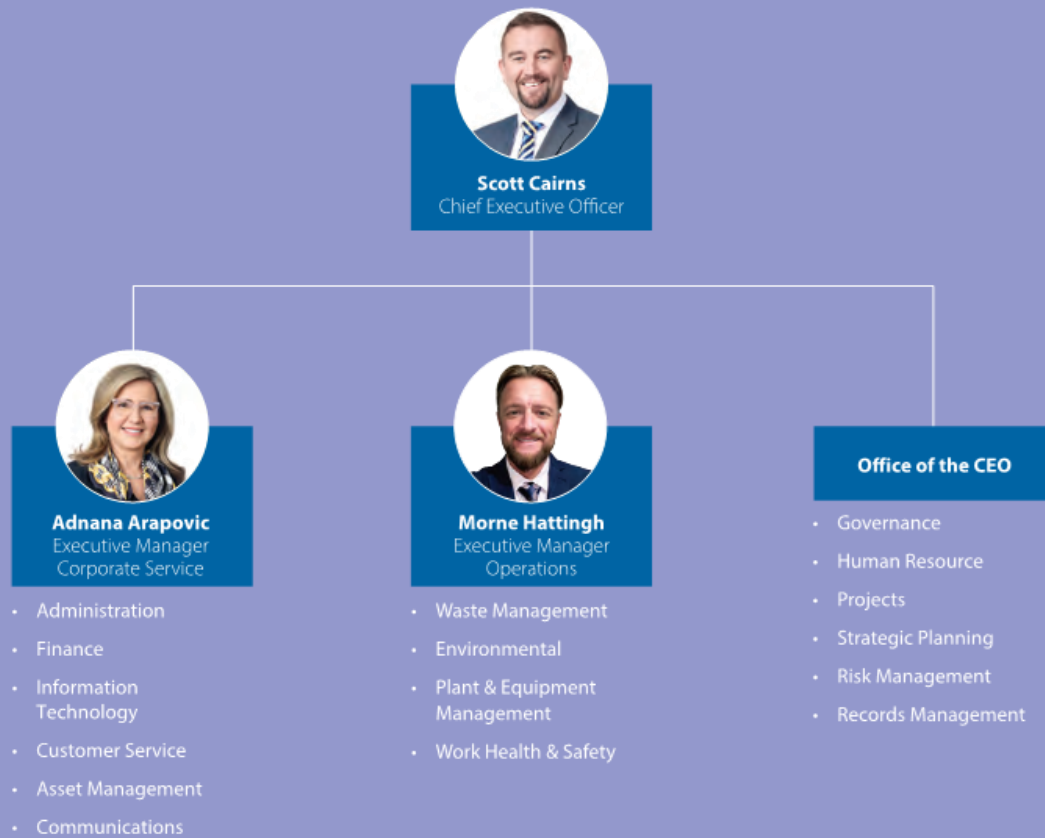 Scott Cairns
Chief Executive Officer
Adnana Arapovic
Executive Manager
Corporate Service
• Administration
• Finance
• Information
Technology
• Customer Service
• Asset Management
• Communications
Morne Hattingh
Executive Manager
Operations
• Waste Management
• Environmental
• Plant & Equipment
Management
• Work Health & Safety
Office of the CEO
• Governance
• Human Resource
• Projects
• Strategic Planning
• Risk Management
• Records Management